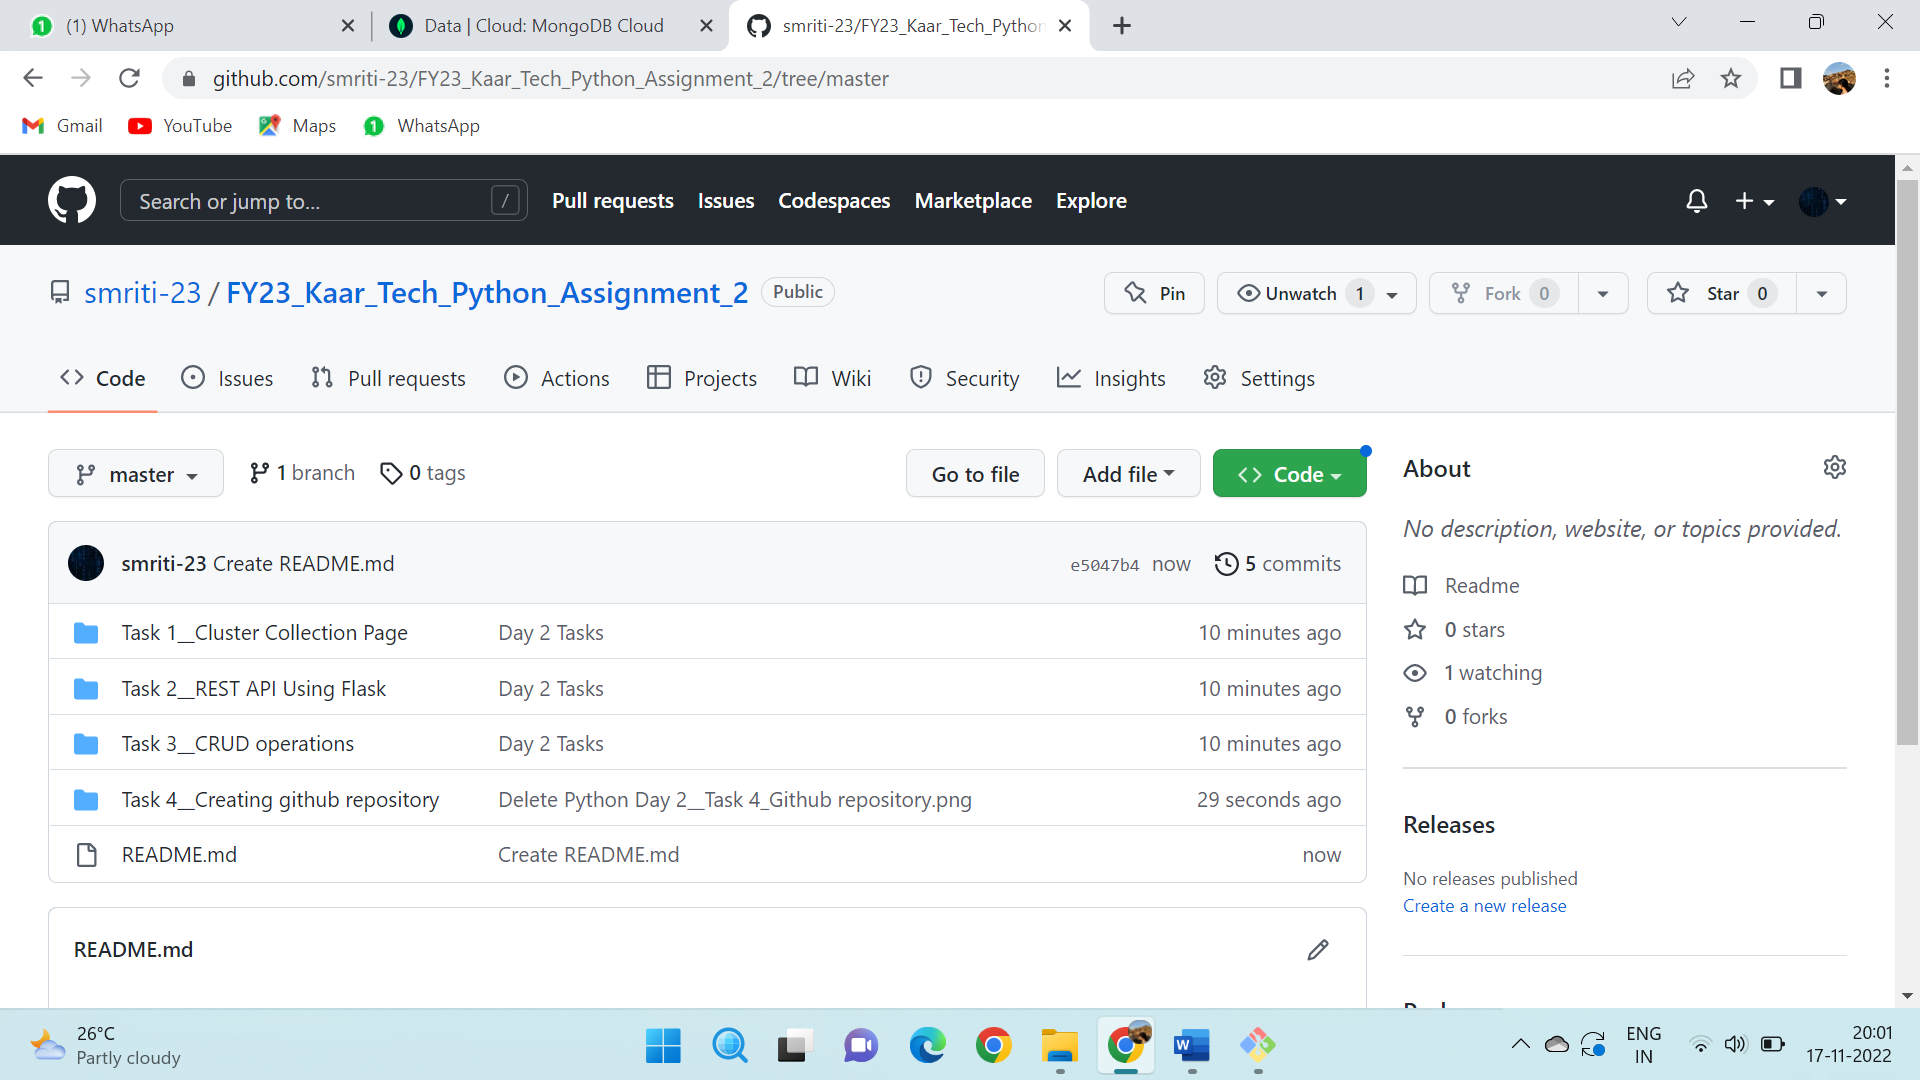 1 (1) WhatsApp
Data | Cloud: MongoDB Cloud
smriti-23/FY23_Kaar_Tech_Python
github.com/smriti-23/FY23_Kaar_Tech_Python_Assignment_2/tree/master
Gmail
YouTube
Maps
1 WhatsApp
Search or jump to... /
Pull requests
Issues
Codespaces
Marketplace
Explore
smriti-23 / FY23_Kaar_Tech_Python_Assignment_2 Public
Pin
Unwatch 1
Fork 0
Star 0
Code
Issues
Pull requests
Actions
Projects
Wiki
Security
Insights
Settings
master
1 branch
0 tags
Go to file
Add file
Code
smriti-23 Create README.md e5047b4 now 5 commits
Task 1__Cluster Collection Page Day 2 Tasks 10 minutes ago
Task 2__REST API Using Flask Day 2 Tasks 10 minutes ago
Task 3__CRUD operations Day 2 Tasks 10 minutes ago
Task 4__Creating github repository Delete Python Day 2__Task 4_Github repository.png 29 seconds ago
README.md Create README.md now
README.md
About
No description, website, or topics provided.
Readme
0 stars
1 watching
0 forks
Releases
No releases published
Create a new release
26°C
Partly cloudy
W
ENG
IN
20:01
17-11-2022